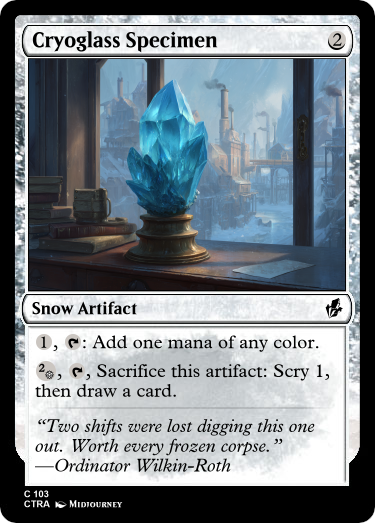 Cryoglass Specimen 2
Snow Artifact
1, : Add one mana of any color.
2, , Sacrifice this artifact: Scry 1,
then draw a card.
“Two shifts were lost digging this one
out. Worth every frozen corpse.”
—Ordinator Wilkin-Roth
C 103
CTRA Midjourney